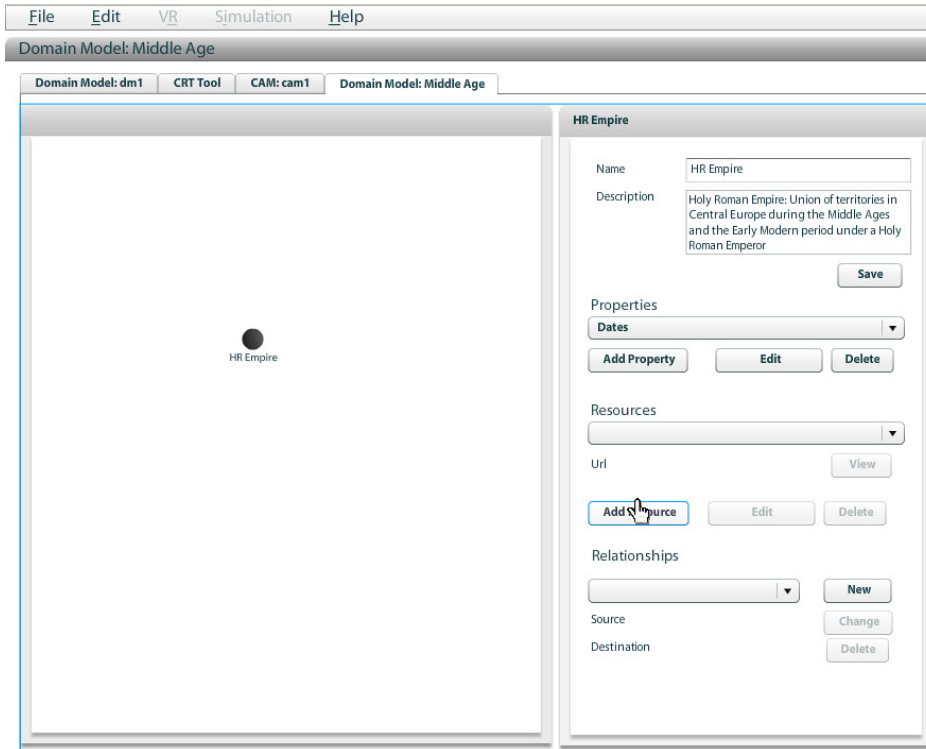 File Edit VR Simulation Help
Domain Model: Middle Age
Domain Model: dm1 CRT Tool CAM: cam1 Domain Model: Middle Age
HR Empire
Name HR Empire
Description Holy Roman Empire: Union of territories in
Central Europe during the Middle Ages
and the Early Modern period under a Holy
Roman Emperor
Save
Properties
Dates
HR Empire
Add Property Edit Delete
Resources
Url View
Add Edit Delete
Relationships
New
Source Change
Destination Delete